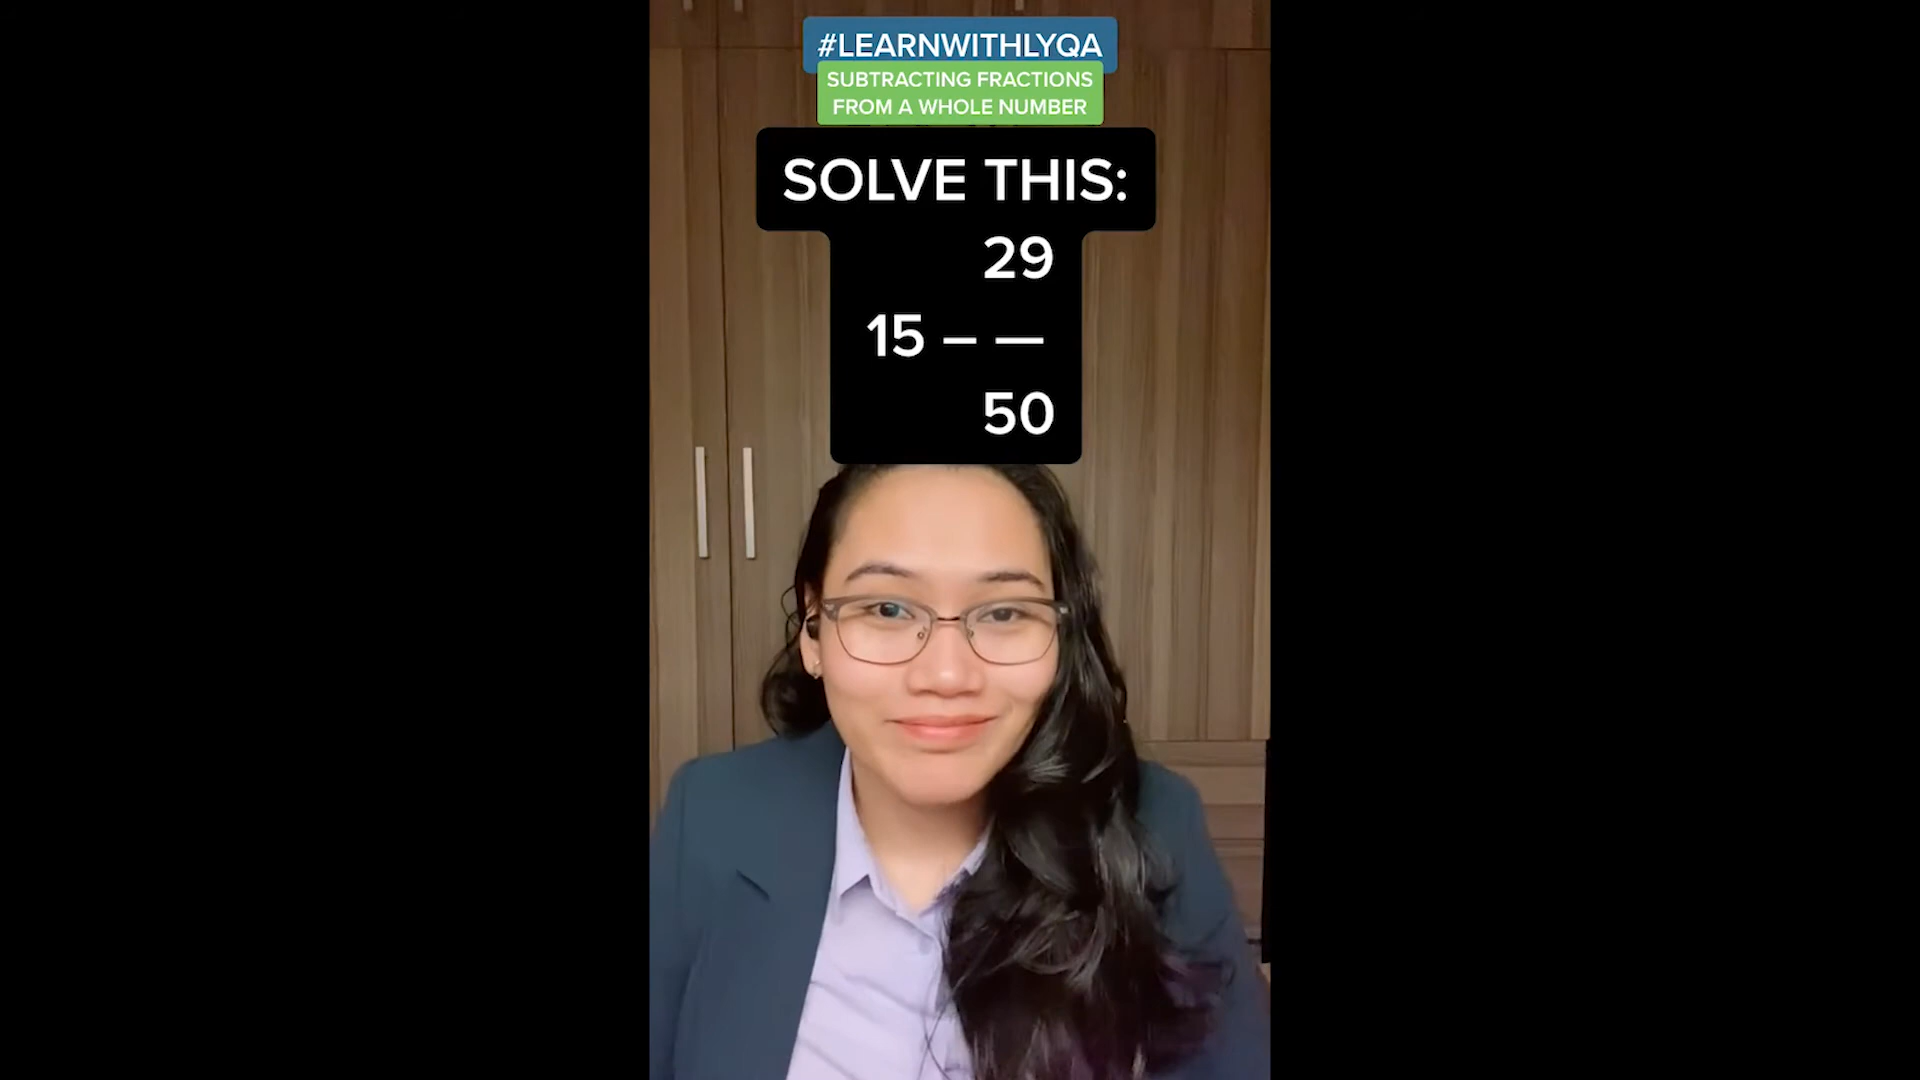 #LEARNWITHLYQA
SUBTRACTING FRACTIONS
FROM A WHOLE NUMBER
SOLVE THIS:
29
15 – —
50